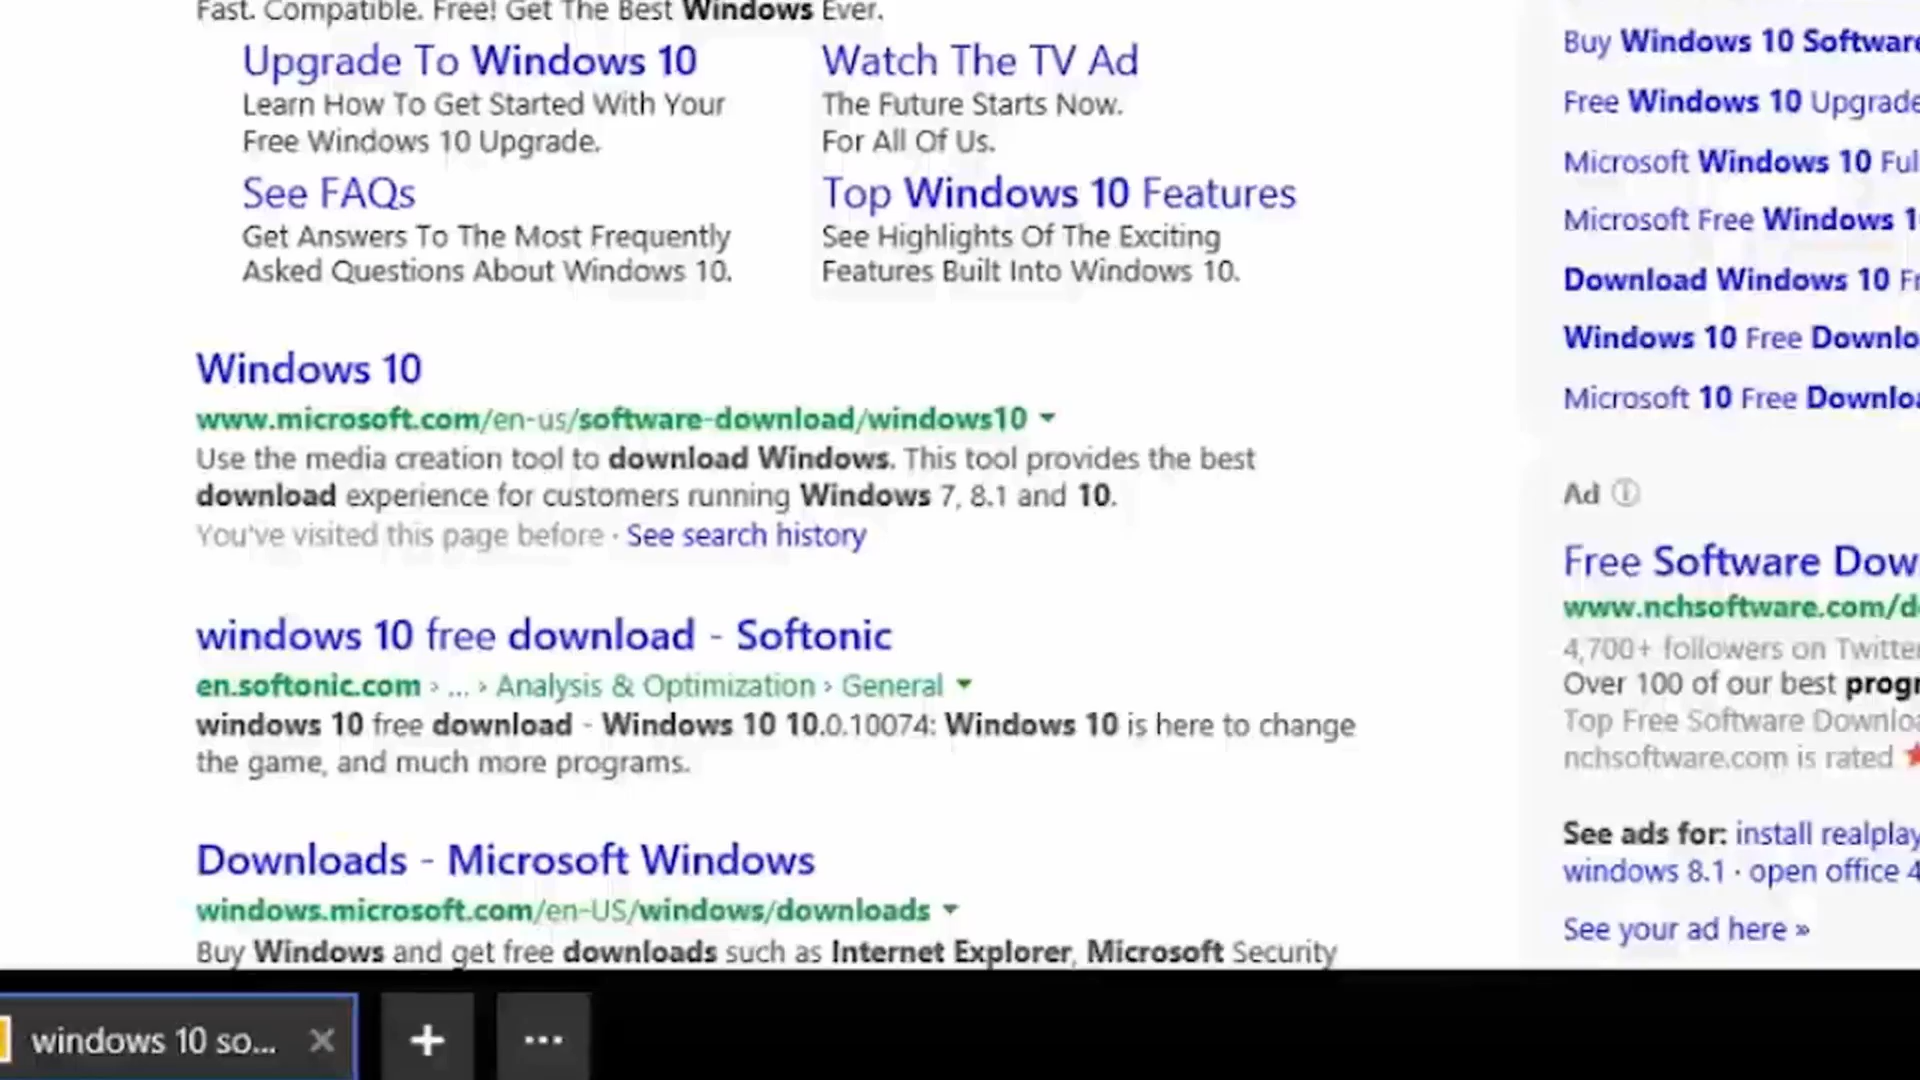 Fast. Compatible. Free! Get The Best Windows Ever.
Upgrade To Windows 10
Learn How To Get Started With Your
Free Windows 10 Upgrade.
Watch The TV Ad
The Future Starts Now.
For All Of Us.
See FAQs
Get Answers To The Most Frequently
Asked Questions About Windows 10.
Top Windows 10 Features
See Highlights Of The Exciting
Features Built Into Windows 10.
Windows 10
www.microsoft.com/en-us/software-download/windows10
Use the media creation tool to download Windows. This tool provides the best
download experience for customers running Windows 7, 8.1 and 10.
You've visited this page before · See search history
windows 10 free download - Softonic
en.softonic.com › ... › Analysis & Optimization › General
windows 10 free download - Windows 10 10.0.10074: Windows 10 is here to change
the game, and much more programs.
Downloads - Microsoft Windows
windows.microsoft.com/en-US/windows/downloads
Buy Windows and get free downloads such as Internet Explorer, Microsoft Security
Buy Windows 10 Software
Free Windows 10 Upgrade
Microsoft Windows 10 Ful
Microsoft Free Windows 1
Download Windows 10 Fr
Windows 10 Free Downlo
Microsoft 10 Free Downloa
Ad
Free Software Dow
www.nchsoftware.com/d
4,700+ followers on Twitter
Over 100 of our best progr
Top Free Software Downloa
nchsoftware.com is rated
See ads for: install realplay
windows 8.1 · open office 4
See your ad here »
windows 10 so...